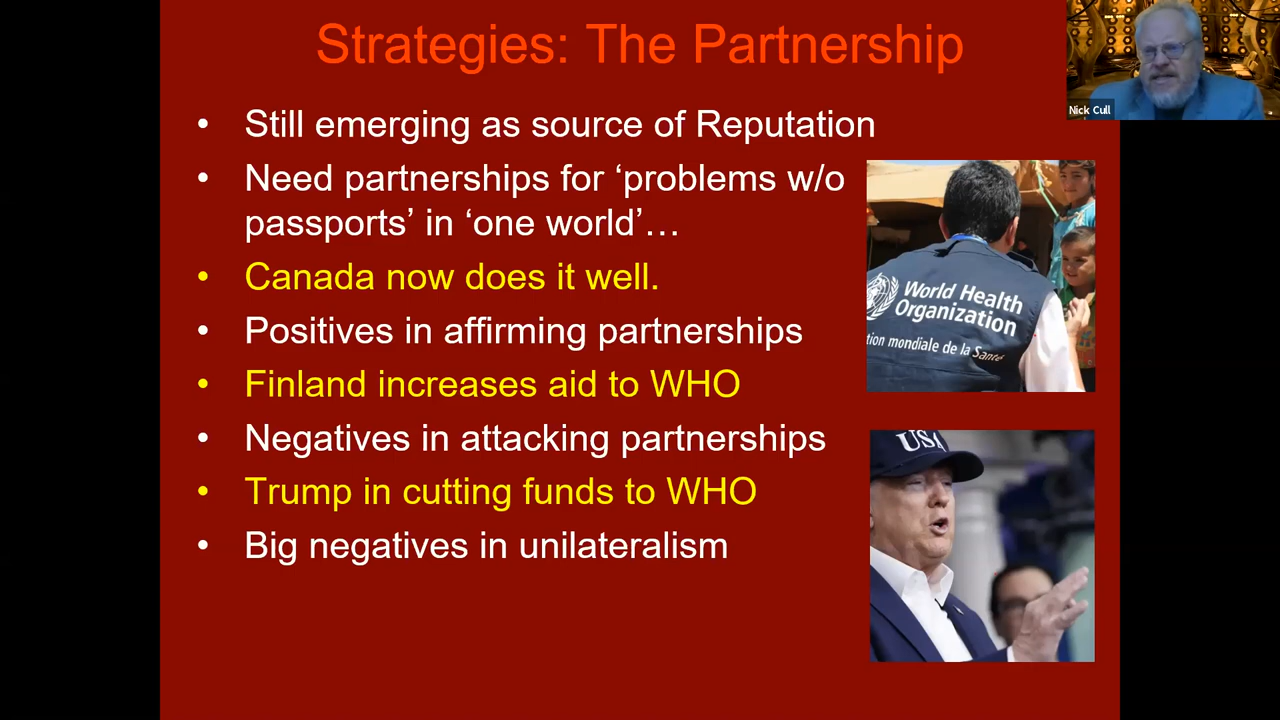 Strategies: The Partnership
Nick Cull
• Still emerging as source of Reputation
• Need partnerships for ‘problems w/o
passports’ in ‘one world’…
• Canada now does it well.
• Positives in affirming partnerships
• Finland increases aid to WHO
• Negatives in attacking partnerships
• Trump in cutting funds to WHO
• Big negatives in unilateralism
World Health
Organization
tion mondiale de la Santé
USA